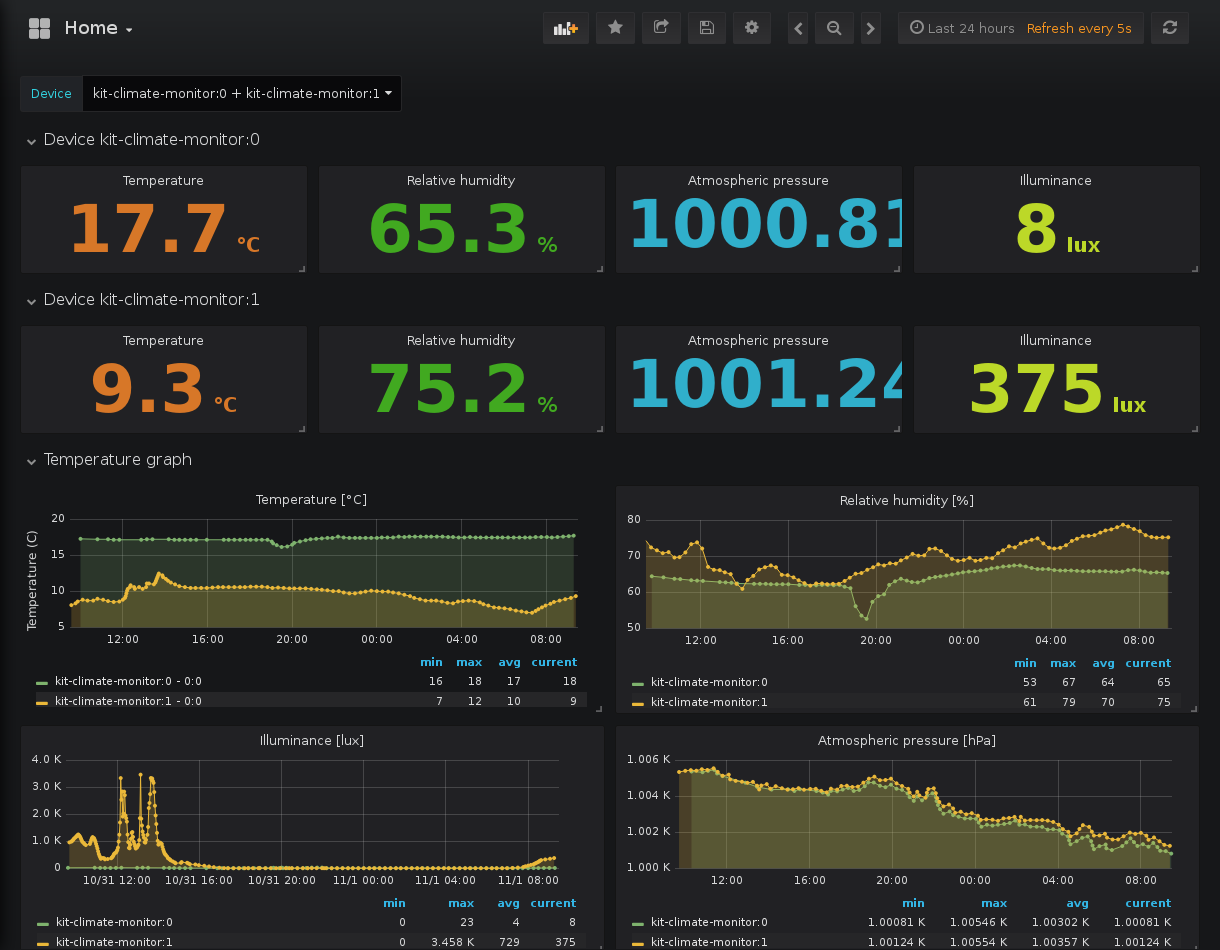 Home
Last 24 hours Refresh every 5s
Device kit-climate-monitor:0 + kit-climate-monitor:1
Device kit-climate-monitor:0
Temperature Relative humidity Atmospheric pressure Illuminance
17.7 °C 65.3 % 1000.81 8 lux
Device kit-climate-monitor:1
Temperature Relative humidity Atmospheric pressure Illuminance
9.3 °C 75.2 % 1001.24 375 lux
Temperature graph
Temperature [°C]
Temperature (C)
20
15
10
5
12:00 16:00 20:00 00:00 04:00 08:00
min max avg current
kit-climate-monitor:0 - 0:0 16 18 17 18
kit-climate-monitor:1 - 0:0 7 12 10 9
Relative humidity [%]
80
70
60
50
12:00 16:00 20:00 00:00 04:00 08:00
min max avg current
kit-climate-monitor:0 53 67 64 65
kit-climate-monitor:1 61 79 70 75
Illuminance [lux]
4.0 K
3.0 K
2.0 K
1.0 K
0
10/31 12:00 10/31 16:00 10/31 20:00 11/1 00:00 11/1 04:00 11/1 08:00
min max avg current
kit-climate-monitor:0 0 23 4 8
kit-climate-monitor:1 0 3.458 K 729 375
Atmospheric pressure [hPa]
1.006 K
1.004 K
1.002 K
1.000 K
12:00 16:00 20:00 00:00 04:00 08:00
min max avg current
kit-climate-monitor:0 1.00081 K 1.00546 K 1.00302 K 1.00081 K
kit-climate-monitor:1 1.00124 K 1.00554 K 1.00357 K 1.00124 K